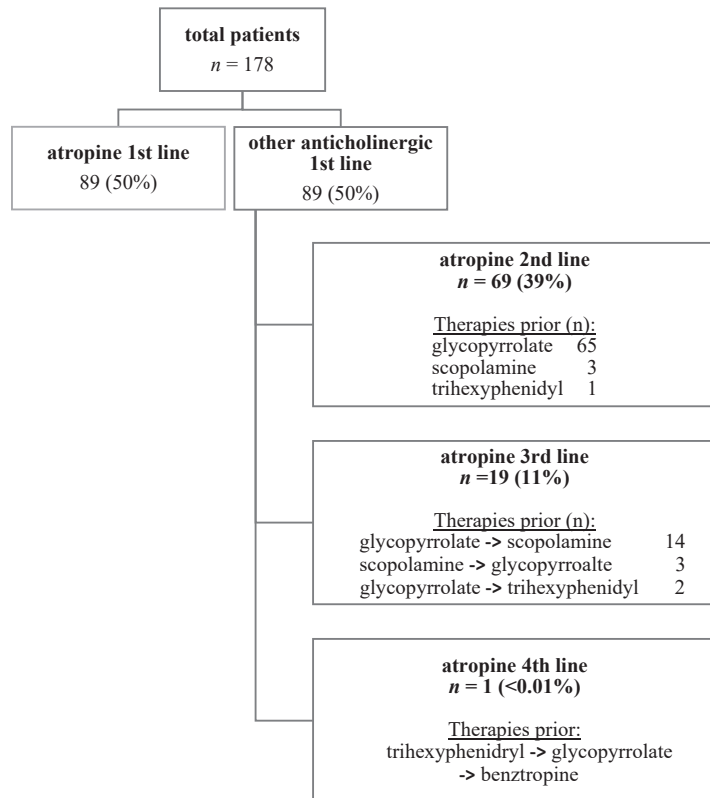 total patients
n = 178
atropine 1st line
89 (50%)
other anticholinergic
1st line
89 (50%)
atropine 2nd line
n = 69 (39%)
Therapies prior (n):
glycopyrrolate 65
scopolamine 3
trihexyphenidyl 1
atropine 3rd line
n =19 (11%)
Therapies prior (n):
glycopyrrolate -> scopolamine 14
scopolamine -> glycopyrroalte 3
glycopyrrolate -> trihexyphenidyl 2
atropine 4th line
n = 1 (<0.01%)
Therapies prior:
trihexyphenidryl -> glycopyrrolate
-> benztropine